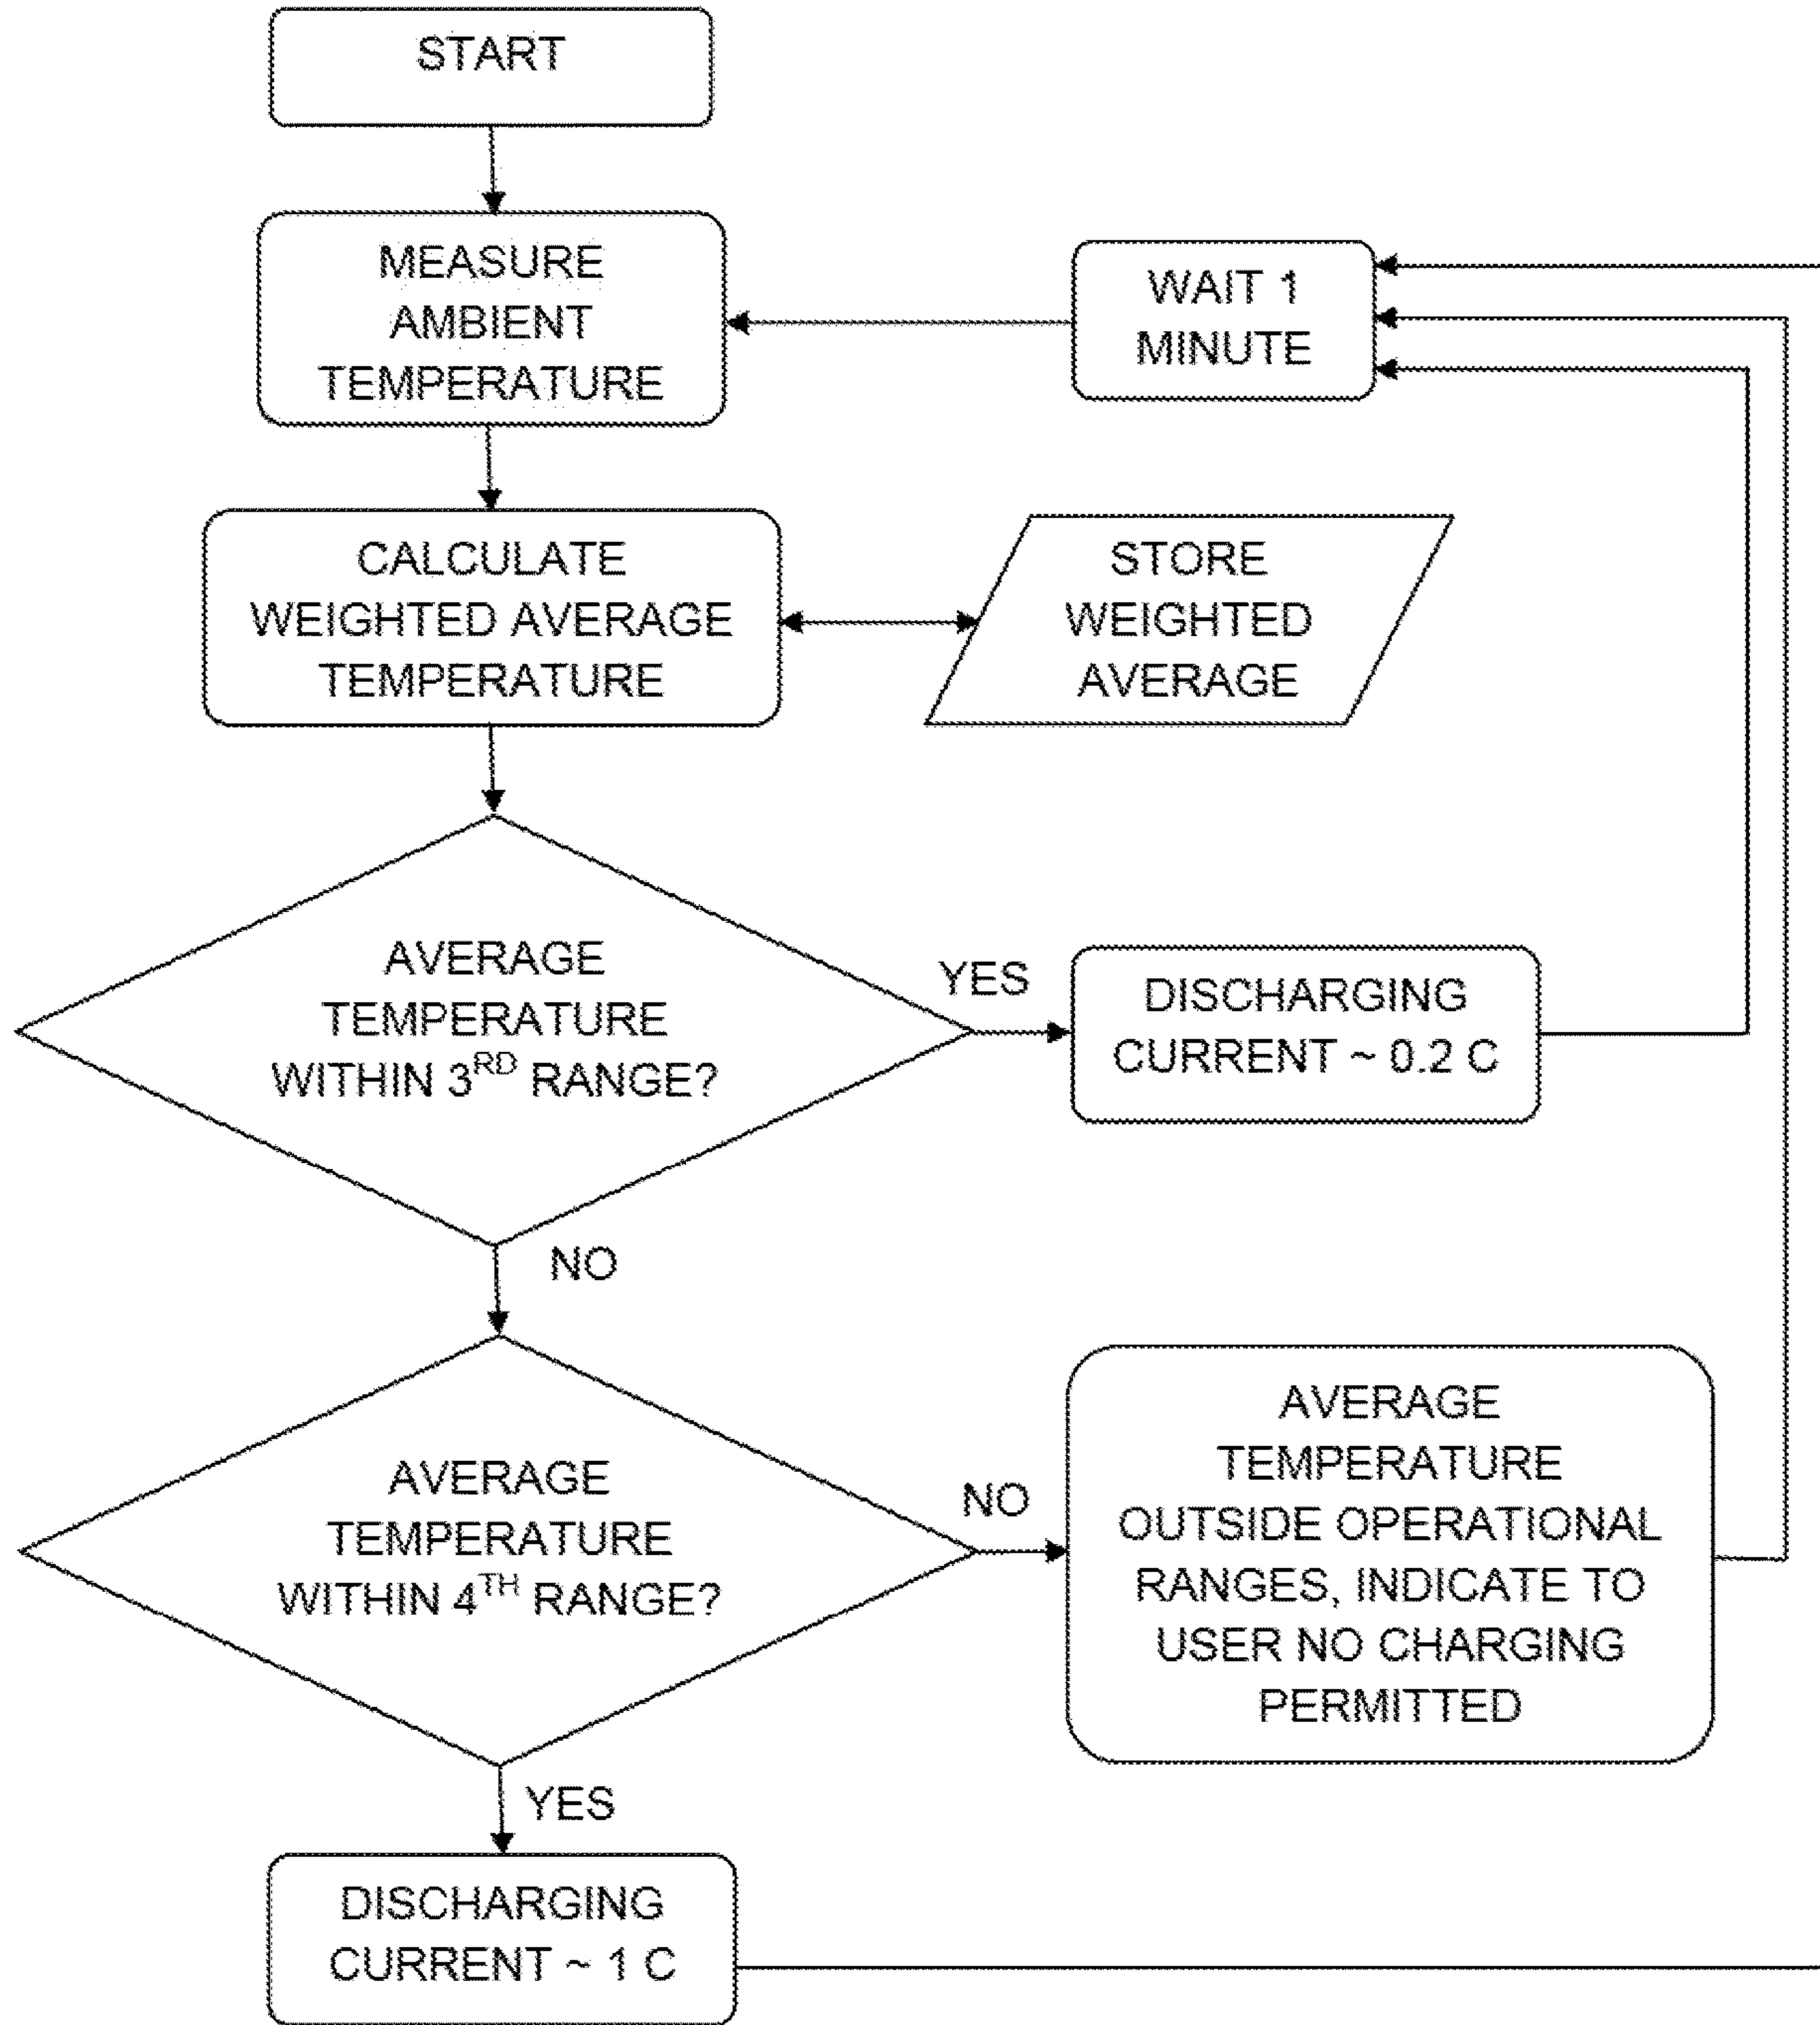 START
MEASURE
AMBIENT
TEMPERATURE
WAIT 1
MINUTE
CALCULATE
WEIGHTED AVERAGE
TEMPERATURE
STORE
WEIGHTED
AVERAGE
AVERAGE
TEMPERATURE
WITHIN 3RD RANGE?
YES
DISCHARGING
CURRENT ~ 0.2 C
NO
AVERAGE
TEMPERATURE
WITHIN 4TH RANGE?
NO
AVERAGE
TEMPERATURE
OUTSIDE OPERATIONAL
RANGES, INDICATE TO
USER NO CHARGING
PERMITTED
YES
DISCHARGING
CURRENT ~ 1 C